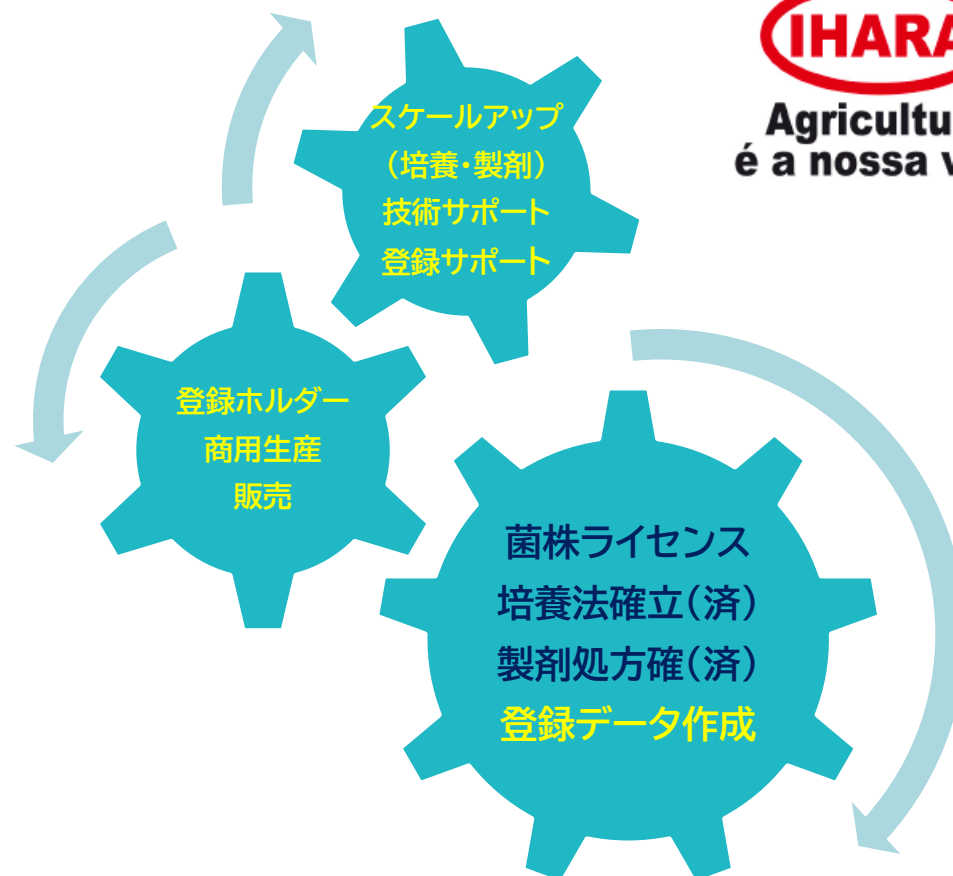 IHARA
Agricultu
é a nossa v
スケールアップ
（培養・製剤）
技術サポート
登録サポート
登録ホルダー
商用生産
販売
菌株ライセンス
培養法確立（済）
製剤処方確（済）
登録データ作成